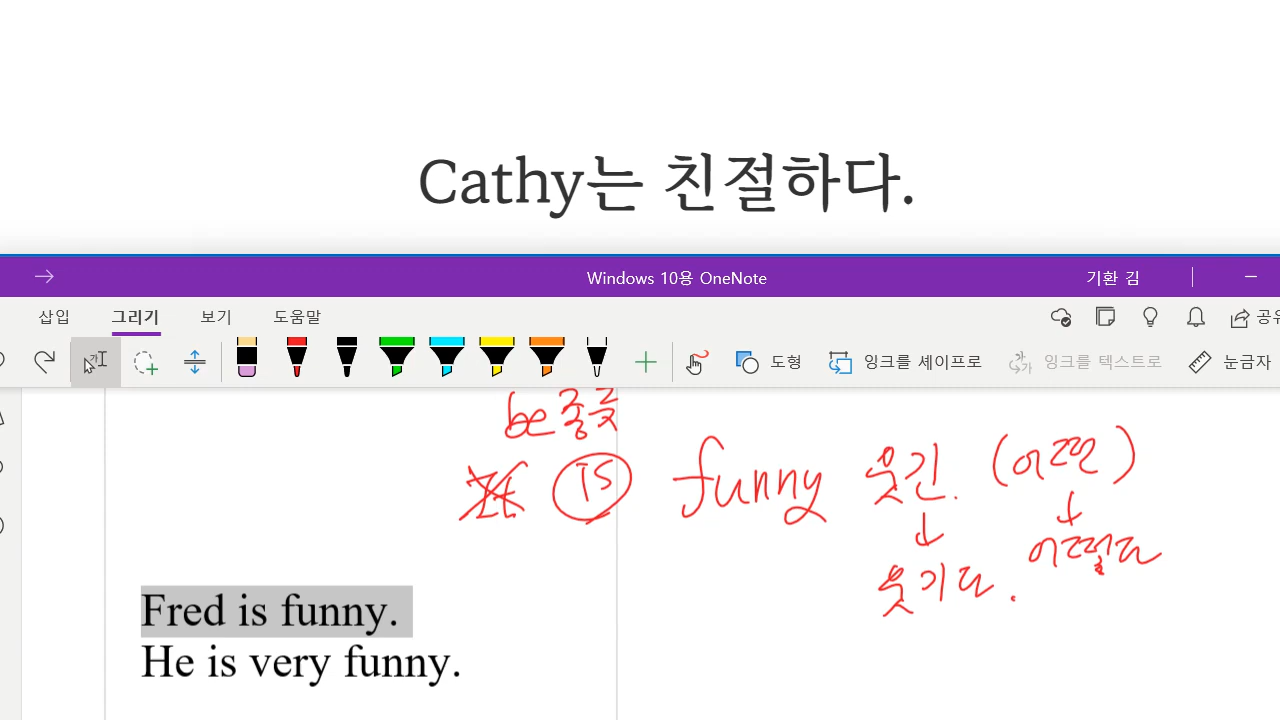 Cathy는 친절하다.
Windows 10용 OneNote
기환 김
삽입 그리기 보기 도움말
공유
가
도형 잉크를 셰이프로 잉크를 텍스트로 눈금자
be동사
is funny 웃긴. (어떤)
↓ ↓
웃기다. 어떻다
Fred is funny.
He is very funny.